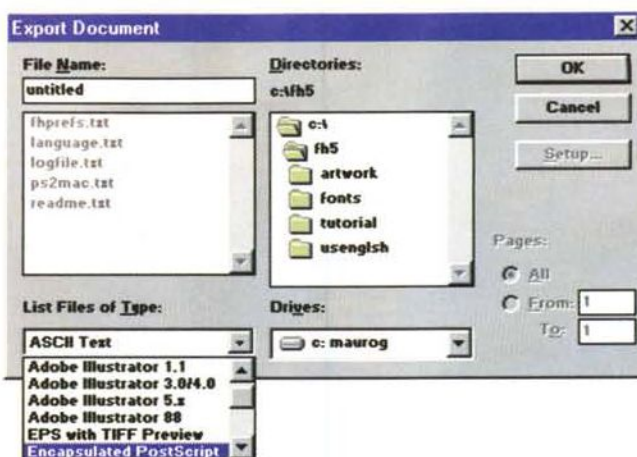 Export Document
File Name:
untitled
fhprefs.txt
language.txt
logfile.txt
ps2mac.txt
readme.txt
List Files of Type:
ASCII Text
Adobe Illustrator 1.1
Adobe Illustrator 3.0/4.0
Adobe Illustrator 5.x
Adobe Illustrator 88
EPS with TIFF Preview
Encapsulated PostScript
Directories:
c:\fh5
c:\
fh5
artwork
fonts
tutorial
usenglsh
Drives:
c: maurog
OK
Cancel
Setup...
Pages:
All
From: 1
To: 1